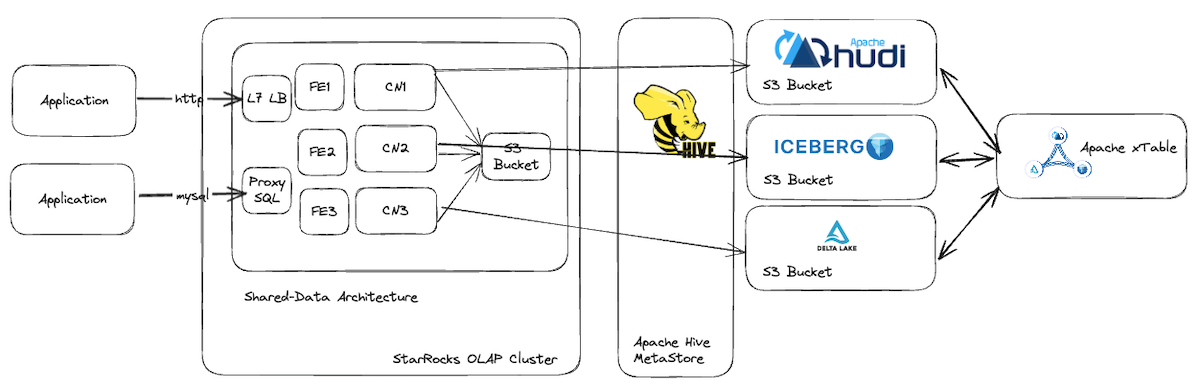 Application
http
L7 LB
FE1
CN1
Application
mysql
Proxy
SQL
FE2
CN2
FE3
CN3
S3
Bucket
Shared-Data Architecture
StarRocks OLAP Cluster
HIVE
Apache Hive
MetaStore
Apache
hudi
S3 Bucket
ICEBERG
S3 Bucket
DELTA LAKE
S3 Bucket
Apache xTable